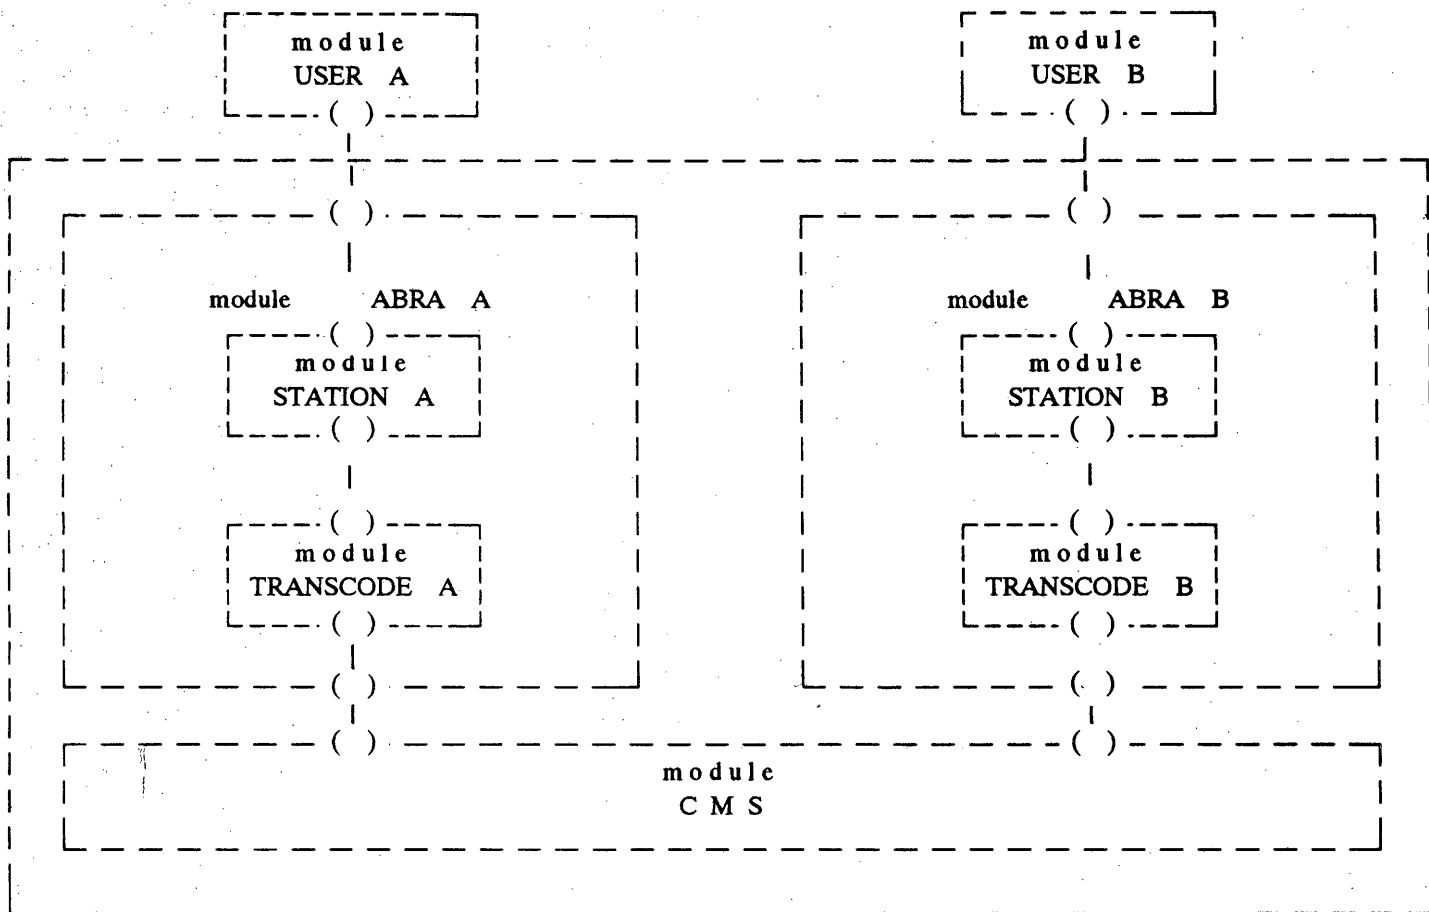 module
USER A
module
USER B
module ABRA A
module ABRA B
module
STATION A
module
STATION B
module
TRANSCODE A
module
TRANSCODE B
module
C M S